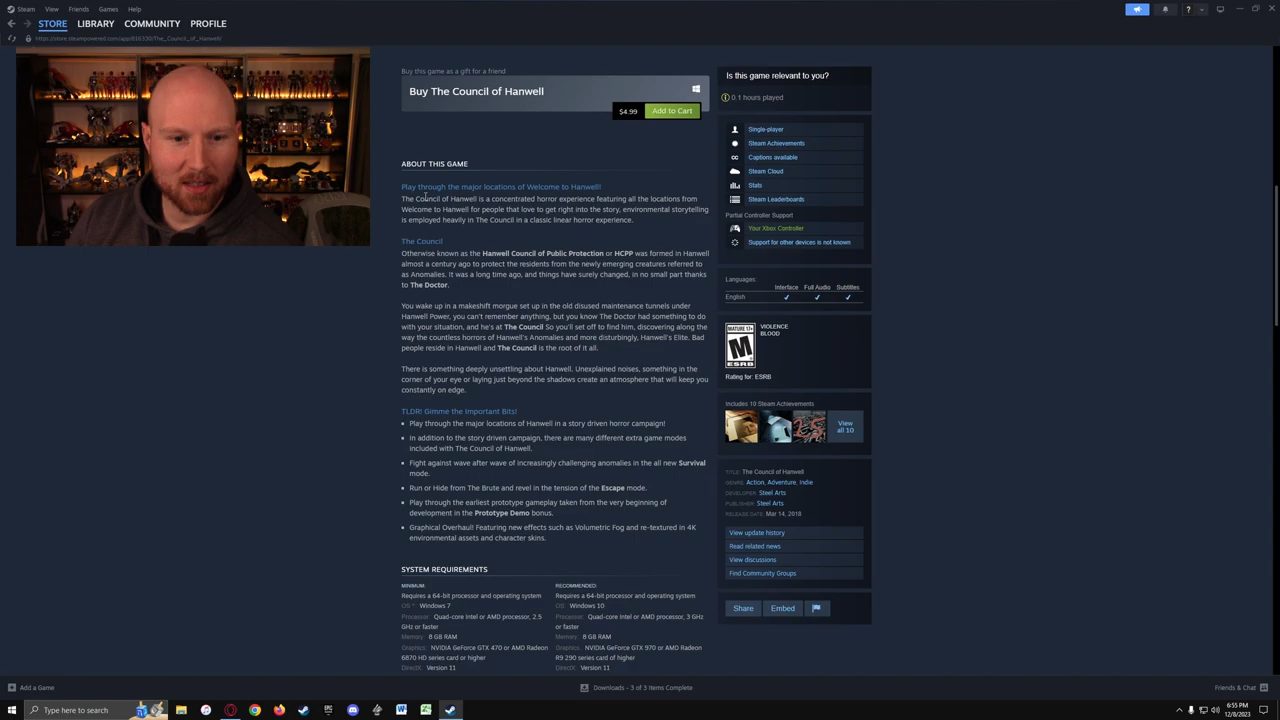 Steam View Friends Games Help
STORE LIBRARY COMMUNITY PROFILE
https://store.steampowered.com/app/816330/The_Council_of_Hanwell/
Buy this game as a gift for a friend
Buy The Council of Hanwell
$4.99 Add to Cart
ABOUT THIS GAME
Play through the major locations of Welcome to Hanwell!
The Council of Hanwell is a concentrated horror experience featuring all the locations from
Welcome to Hanwell for people that love to get right into the story, environmental storytelling
is employed heavily in The Council in a classic linear horror experience.
The Council
Otherwise known as the Hanwell Council of Public Protection or HCPP was formed in Hanwell
almost a century ago to protect the residents from the newly emerging creatures referred to
as Anomalies. It was a long time ago, and things have surely changed, in no small part thanks
to The Doctor.
You wake up in a makeshift morgue set up in the old disused maintenance tunnels under
Hanwell Power, you can't remember anything, but you know The Doctor had something to do
with your situation, and he's at The Council So you'll set off to find him, discovering along
the way the countless horrors of Hanwell's Anomalies and more disturbingly, Hanwell's Elite. Bad
people reside in Hanwell and The Council is the root of it all.
There is something deeply unsettling about Hanwell. Unexplained noises, something in the
corner of your eye or laying just beyond the shadows create an atmosphere that will keep you
constantly on edge.
TLDR! Gimme the Important Bits!
Play through the major locations of Hanwell in a story driven horror campaign!
In addition to the story driven campaign, there are many different extra game modes
included with The Council of Hanwell.
Fight against wave after wave of increasingly challenging anomalies in the all new Survival
mode.
Run or Hide from The Brute and revel in the tension of the Escape mode.
Play through the earliest prototype gameplay taken from the very beginning of
development in the Prototype Demo bonus.
Graphical Overhaul! Featuring new effects such as Volumetric Fog and re-textured in 4K
environmental assets and character skins.
SYSTEM REQUIREMENTS
MINIMUM:
Requires a 64-bit processor and operating system
OS *: Windows 7
Processor: Quad-core Intel or AMD processor, 2.5
GHz or faster
Memory: 8 GB RAM
Graphics: NVIDIA GeForce GTX 470 or AMD Radeon
6870 HD series card or higher
DirectX: Version 11
RECOMMENDED:
Requires a 64-bit processor and operating system
OS: Windows 10
Processor: Quad-core Intel or AMD processor, 3 GHz
or faster
Memory: 8 GB RAM
Graphics: NVIDIA GeForce GTX 970 or AMD Radeon
R9 290 series card of higher
DirectX: Version 11
Is this game relevant to you?
0.1 hours played
Single-player
Steam Achievements
CC Captions available
Steam Cloud
Stats
Steam Leaderboards
Partial Controller Support
Your Xbox Controller
Support for other devices is not known
Languages:
Interface Full Audio Subtitles
English ✔ ✔ ✔
MATURE 17+
M
ESRB
VIOLENCE
BLOOD
Rating for: ESRB
Includes 10 Steam Achievements
View
all 10
TITLE: The Council of Hanwell
GENRE: Action, Adventure, Indie
DEVELOPER: Steel Arts
PUBLISHER: Steel Arts
RELEASE DATE: Mar 14, 2018
View update history
Read related news
View discussions
Find Community Groups
Share Embed
Add a Game
Downloads - 3 of 3 Items Complete
Friends & Chat
Type here to search
EPIC
6:55 PM
12/8/2023